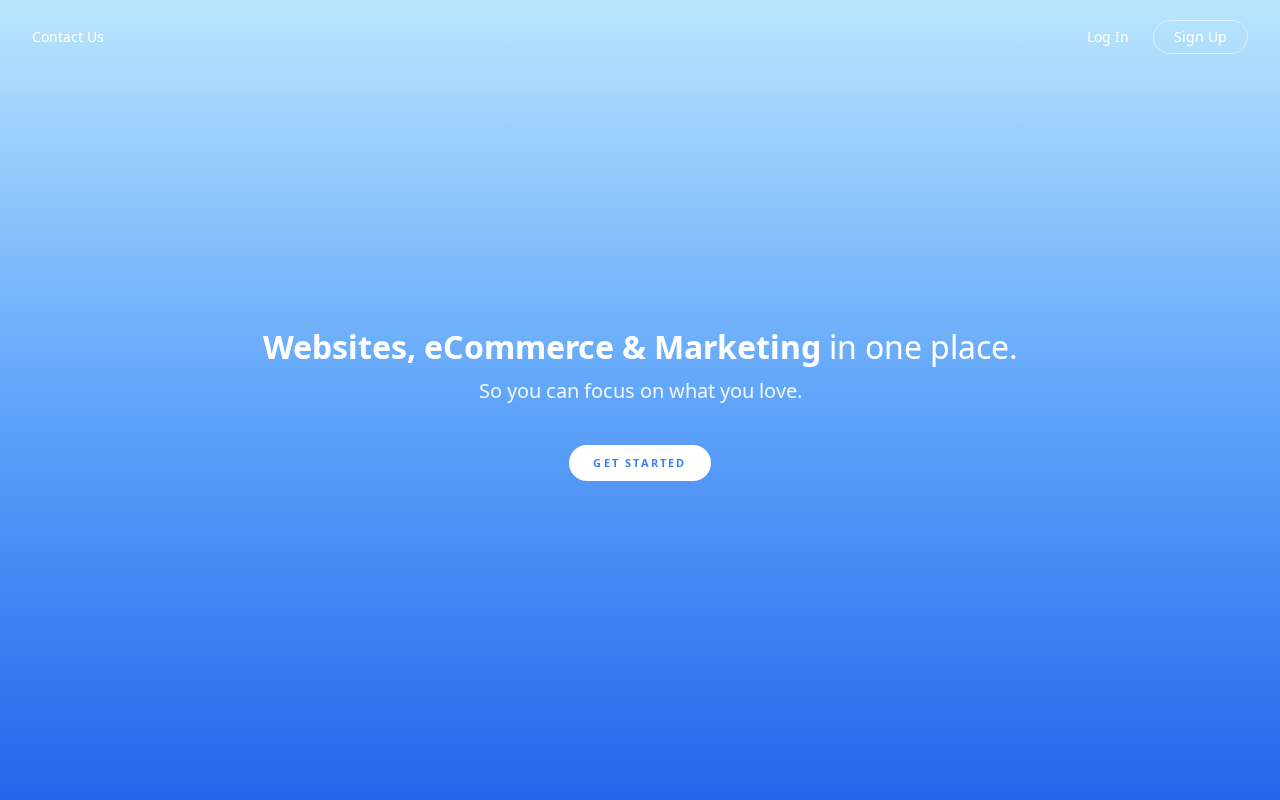 Contact Us
Log In
Sign Up
Websites, eCommerce & Marketing in one place.
So you can focus on what you love.
GET STARTED